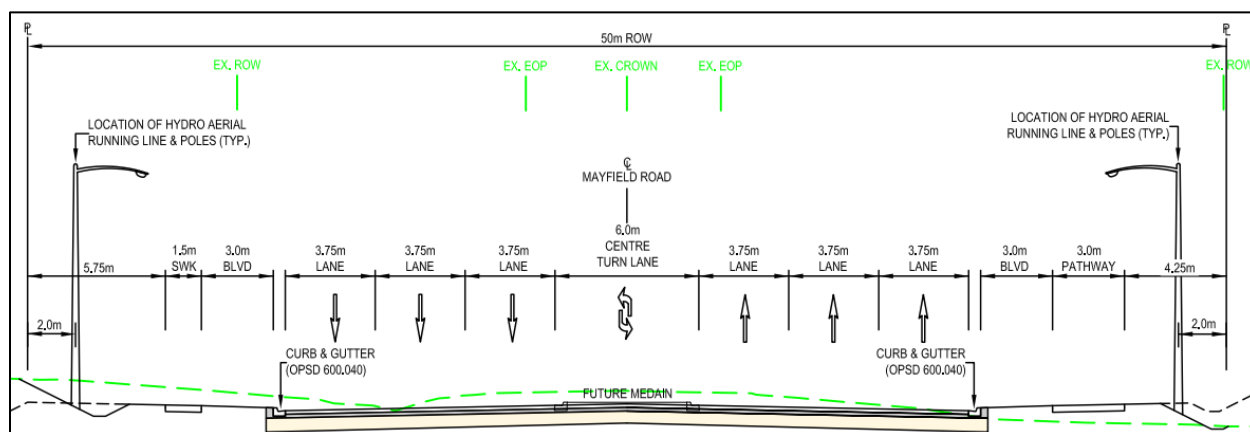 ℄
℄
50m ROW
EX. ROW
EX. EOP
EX. CROWN
EX. EOP
EX. ROW
LOCATION OF HYDRO AERIAL
RUNNING LINE & POLES (TYP.)
LOCATION OF HYDRO AERIAL
RUNNING LINE & POLES (TYP.)
℄
MAYFIELD ROAD
5.75m
1.5m
SWK
3.0m
BLVD
3.75m
LANE
3.75m
LANE
3.75m
LANE
6.0m
CENTRE
TURN LANE
3.75m
LANE
3.75m
LANE
3.75m
LANE
3.0m
BLVD
3.0m
PATHWAY
4.25m
2.0m
2.0m
CURB & GUTTER
(OPSD 600.040)
CURB & GUTTER
(OPSD 600.040)
FUTURE MEDAIN